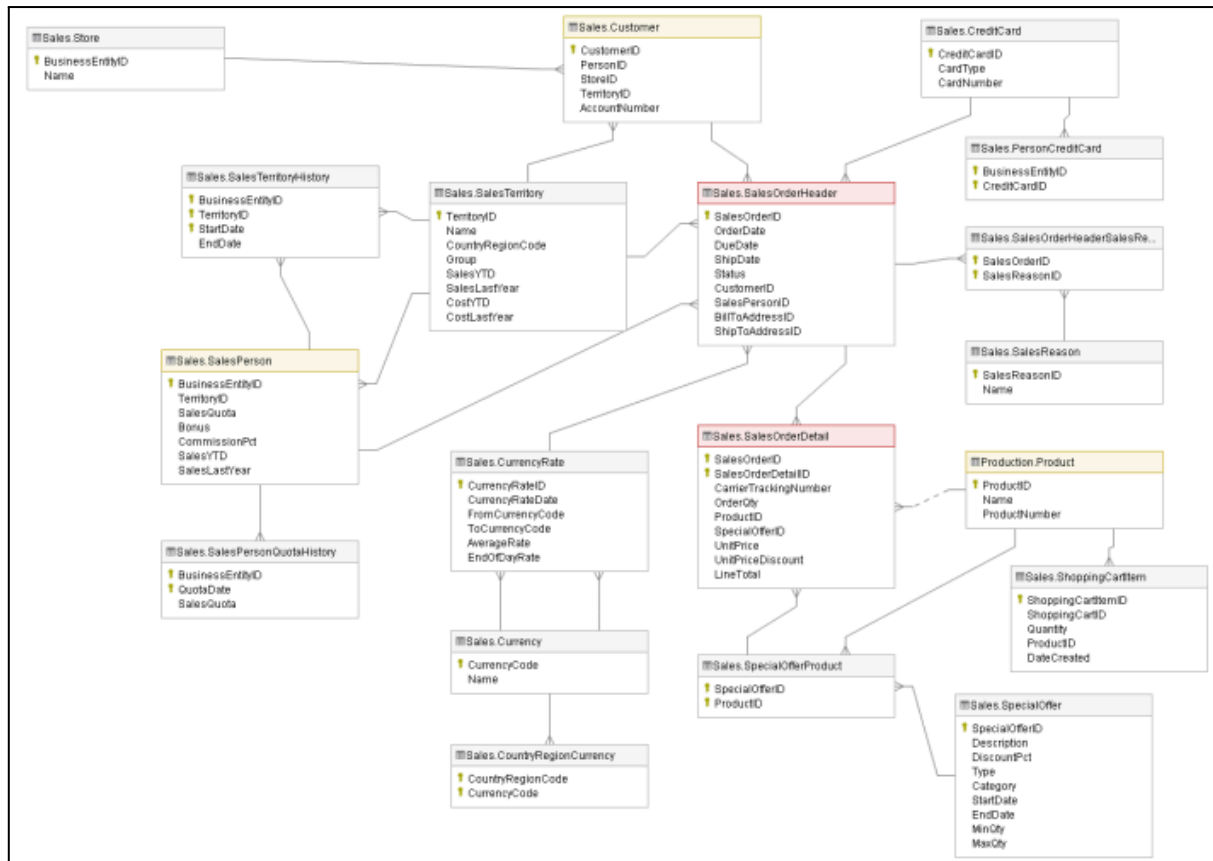 Sales.Store
BusinessEntityID
Name
Sales.Customer
CustomerID
PersonID
StoreID
TerritoryID
AccountNumber
Sales.CreditCard
CreditCardID
CardType
CardNumber
Sales.PersonCreditCard
BusinessEntityID
CreditCardID
Sales.SalesTerritoryHistory
BusinessEntityID
TerritoryID
StartDate
EndDate
Sales.SalesTerritory
TerritoryID
Name
CountryRegionCode
Group
SalesYTD
SalesLastYear
CostYTD
CostLastYear
Sales.SalesOrderHeader
SalesOrderID
OrderDate
DueDate
ShipDate
Status
CustomerID
SalesPersonID
BillToAddressID
ShipToAddressID
Sales.SalesOrderHeaderSalesRe...
SalesOrderID
SalesReasonID
Sales.SalesReason
SalesReasonID
Name
Sales.SalesPerson
BusinessEntityID
TerritoryID
SalesQuota
Bonus
CommissionPct
SalesYTD
SalesLastYear
Sales.CurrencyRate
CurrencyRateID
CurrencyRateDate
FromCurrencyCode
ToCurrencyCode
AverageRate
EndOfDayRate
Sales.SalesOrderDetail
SalesOrderID
SalesOrderDetailID
CarrierTrackingNumber
OrderQty
ProductID
SpecialOfferID
UnitPrice
UnitPriceDiscount
LineTotal
Production.Product
ProductID
Name
ProductNumber
Sales.SalesPersonQuotaHistory
BusinessEntityID
QuotaDate
SalesQuota
Sales.ShoppingCartItem
ShoppingCartItemID
ShoppingCartID
Quantity
ProductID
DateCreated
Sales.Currency
CurrencyCode
Name
Sales.SpecialOfferProduct
SpecialOfferID
ProductID
Sales.SpecialOffer
SpecialOfferID
Description
DiscountPct
Type
Category
StartDate
EndDate
MinQty
MaxQty
Sales.CountryRegionCurrency
CountryRegionCode
CurrencyCode